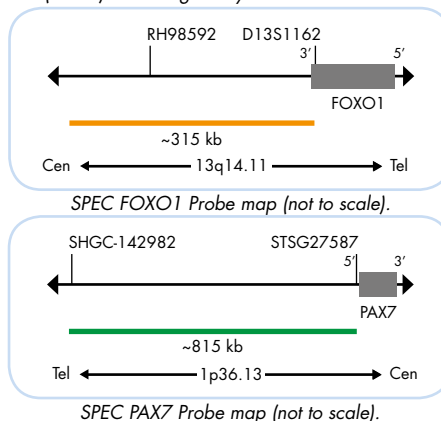 RH98592 D13S1162
3' 5'
FOXO1
~315 kb
Cen 13q14.11 Tel
SPEC FOXO1 Probe map (not to scale).
SHGC-142982 STSG27587
5' 3'
PAX7
~815 kb
Tel 1p36.13 Cen
SPEC PAX7 Probe map (not to scale).